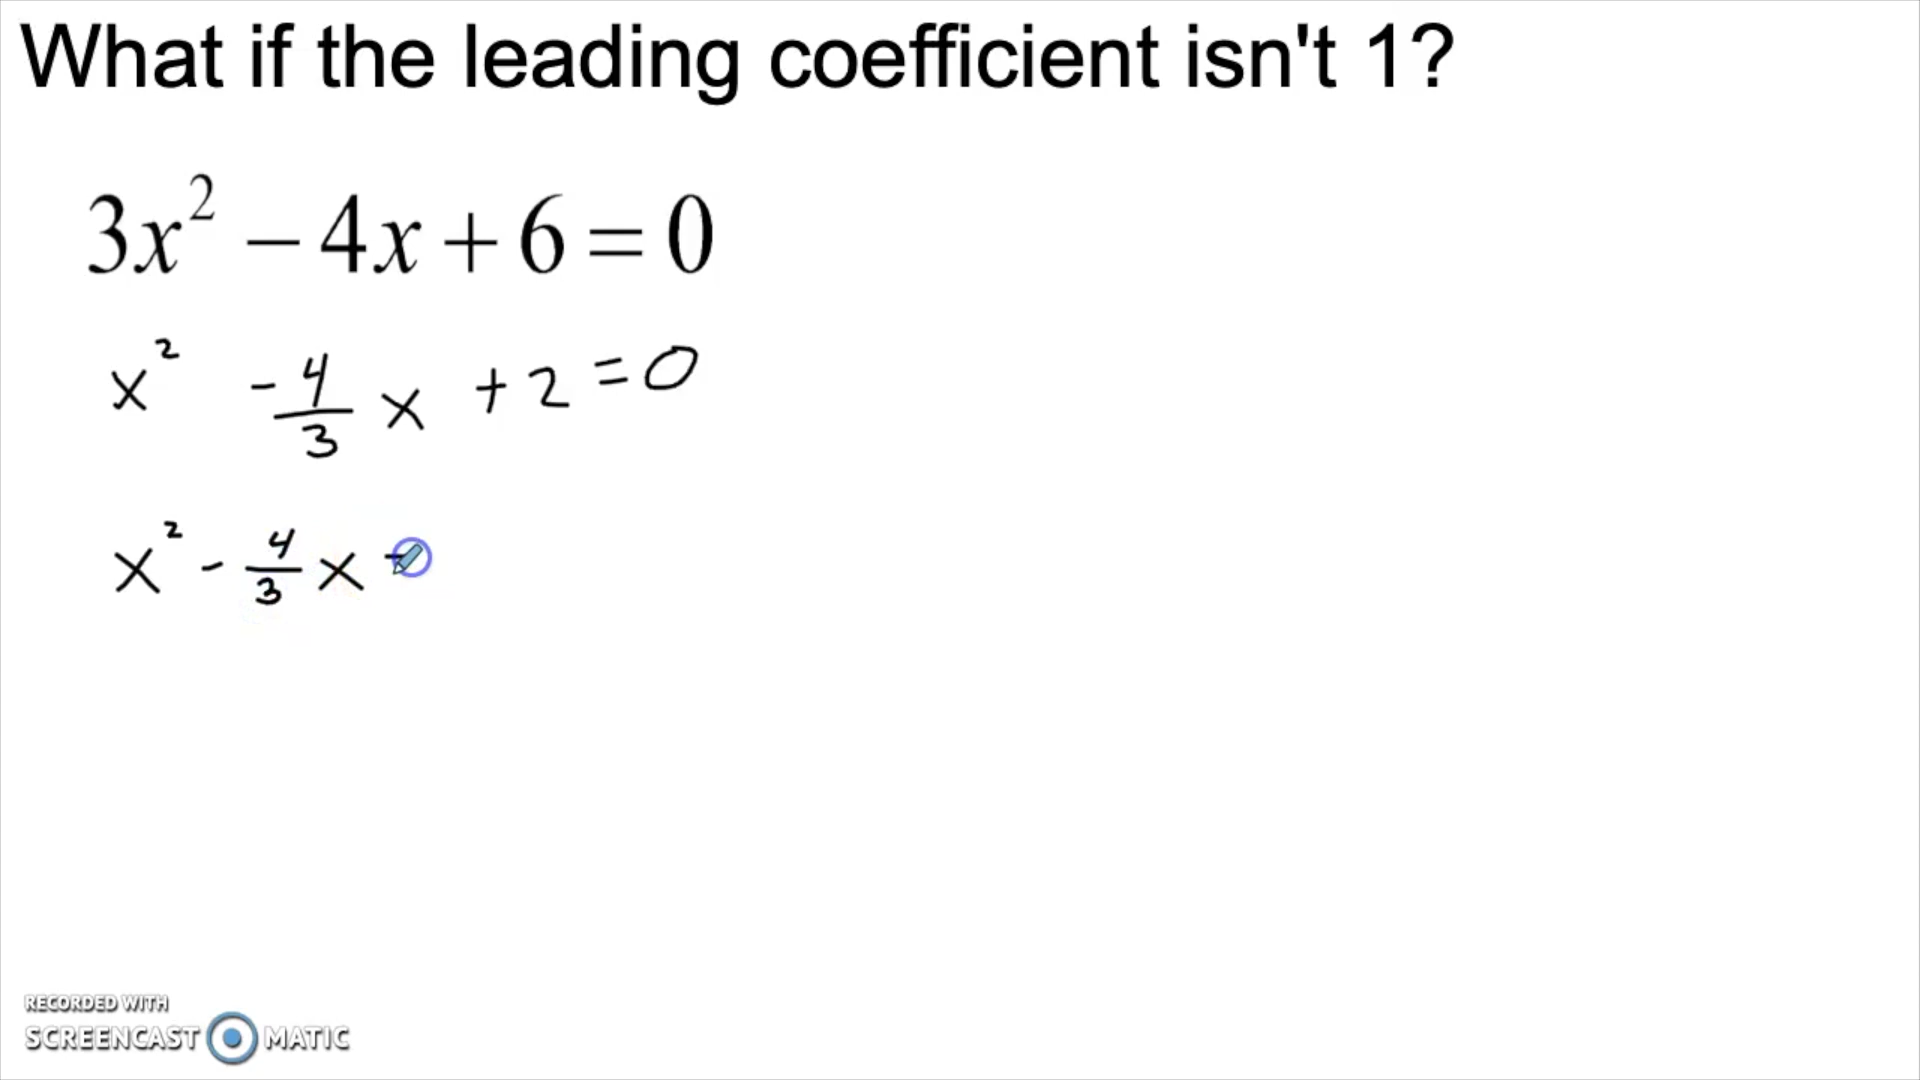 What if the leading coefficient isn't 1?
3x² − 4x + 6 = 0
x² - 4/3 x + 2 = 0
x² - 4/3 x
RECORDED WITH
SCREENCAST MATIC